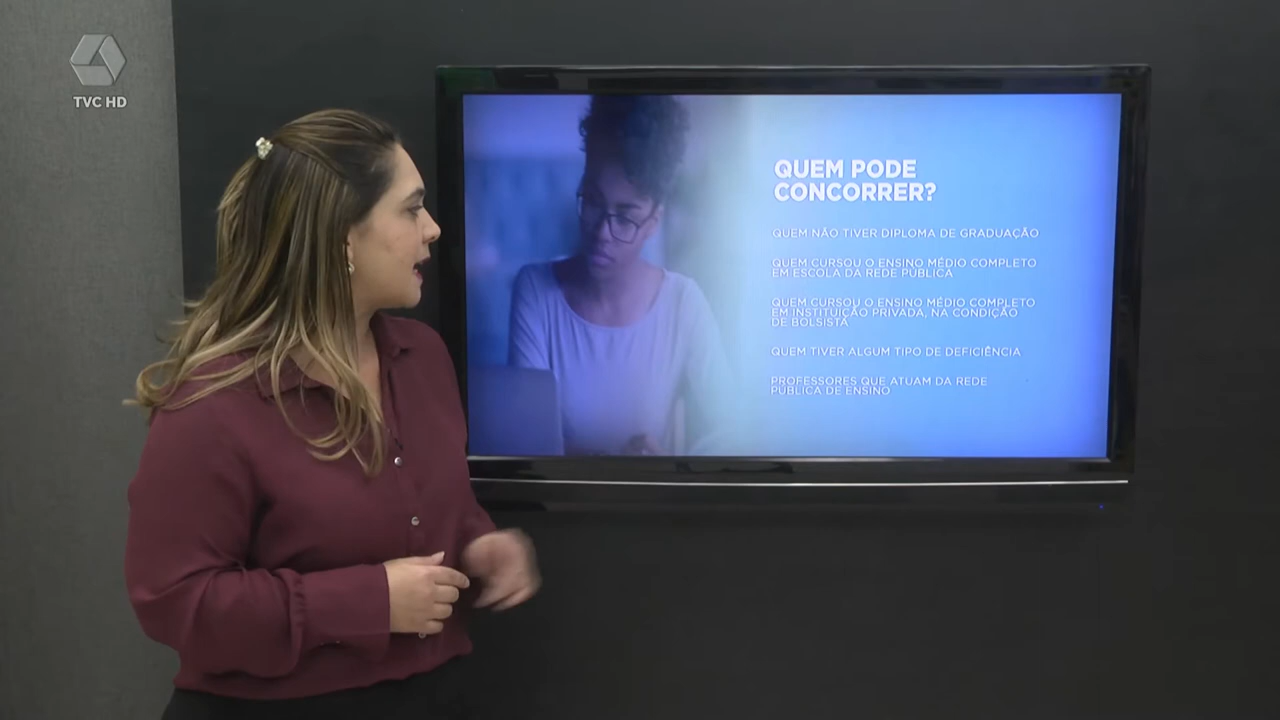 TVC HD
QUEM PODE
CONCORRER?
QUEM NÃO TIVER DIPLOMA DE GRADUAÇÃO
QUEM CURSOU O ENSINO MÉDIO COMPLETO
EM ESCOLA DA REDE PÚBLICA
QUEM CURSOU O ENSINO MÉDIO COMPLETO
EM INSTITUIÇÃO PRIVADA, NA CONDIÇÃO
DE BOLSISTA
QUEM TIVER ALGUM TIPO DE DEFICIÊNCIA
PROFESSORES QUE ATUAM DA REDE
PÚBLICA DE ENSINO